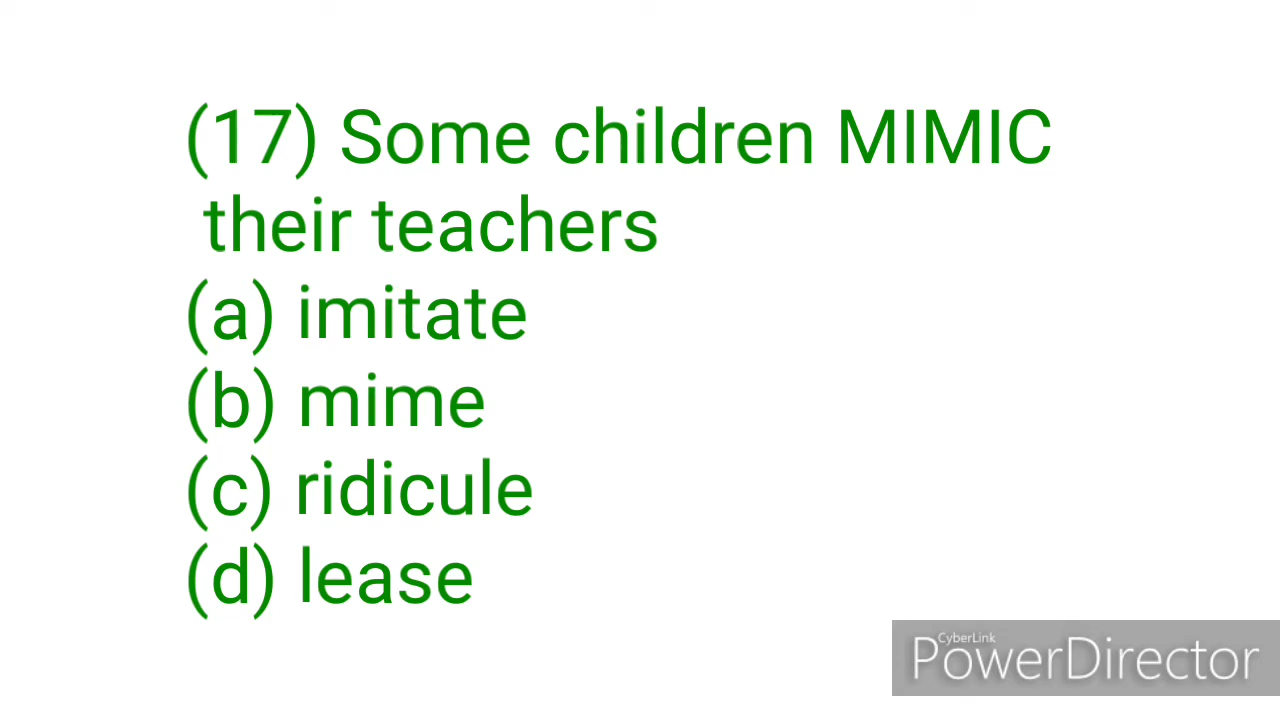 (17) Some children MIMIC
their teachers
(a) imitate
(b) mime
(c) ridicule
(d) lease
CyberLink
PowerDirector